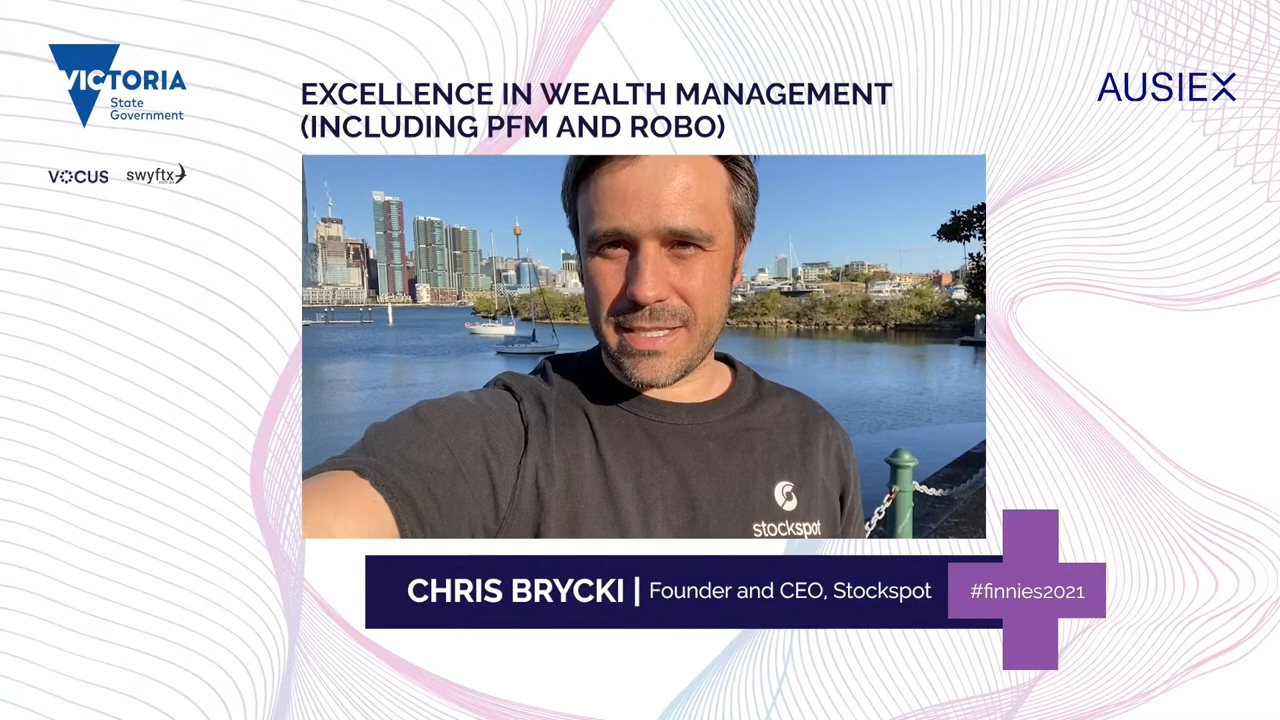 VICTORIA
State
Government
EXCELLENCE IN WEALTH MANAGEMENT
(INCLUDING PFM AND ROBO)
AUSIEX
VOCUS
swyftx
stockspot
CHRIS BRYCKI | Founder and CEO, Stockspot
#finnies2021